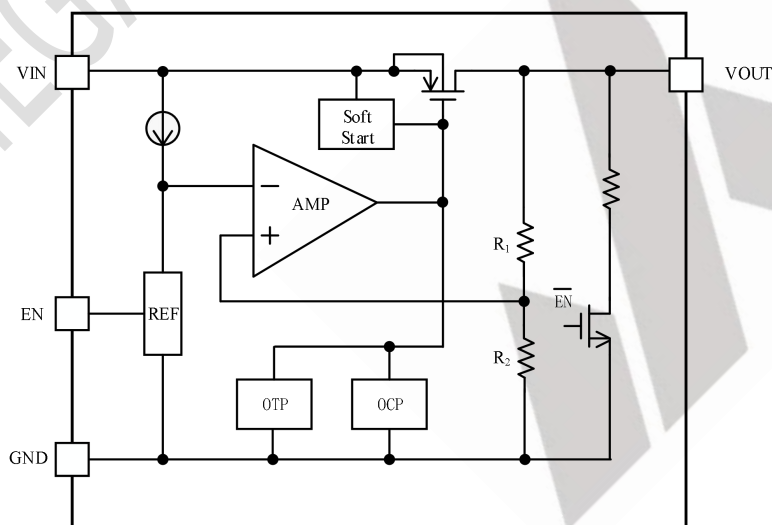 VIN
VOUT
Soft
Start
−
AMP
+
R1
EN
EN
REF
R2
OTP
OCP
GND